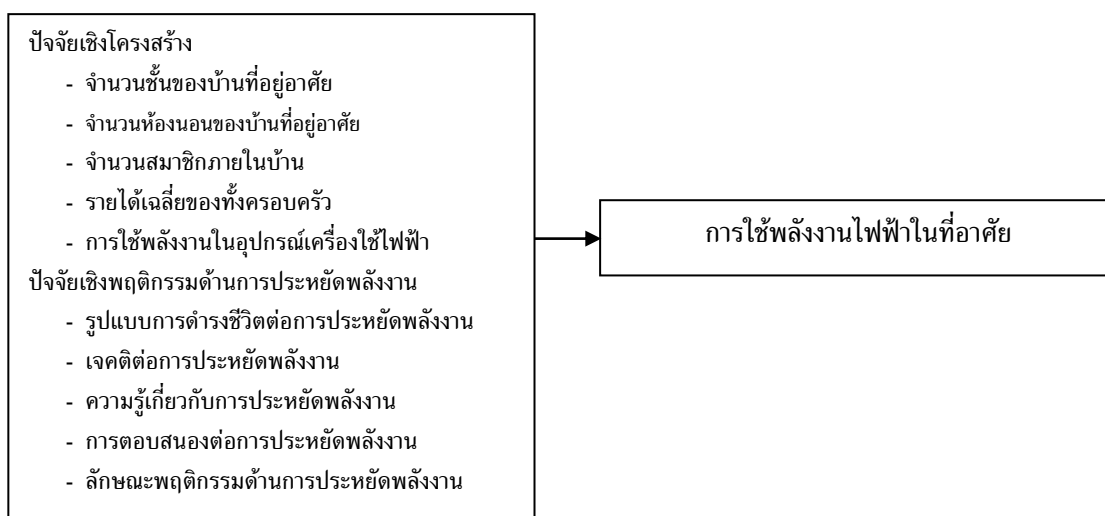 ปัจจัยเชิงโครงสร้าง
- จำนวนชั้นของบ้านที่อยู่อาศัย
- จำนวนห้องนอนของบ้านที่อยู่อาศัย
- จำนวนสมาชิกภายในบ้าน
- รายได้เฉลี่ยของทั้งครอบครัว
- การใช้พลังงานในอุปกรณ์เครื่องใช้ไฟฟ้า
ปัจจัยเชิงพฤติกรรมด้านการประหยัดพลังงาน
- รูปแบบการดำรงชีวิตต่อการประหยัดพลังงาน
- เจคติต่อการประหยัดพลังงาน
- ความรู้เกี่ยวกับการประหยัดพลังงาน
- การตอบสนองต่อการประหยัดพลังงาน
- ลักษณะพฤติกรรมด้านการประหยัดพลังงาน
การใช้พลังงานไฟฟ้าในที่อาศัย